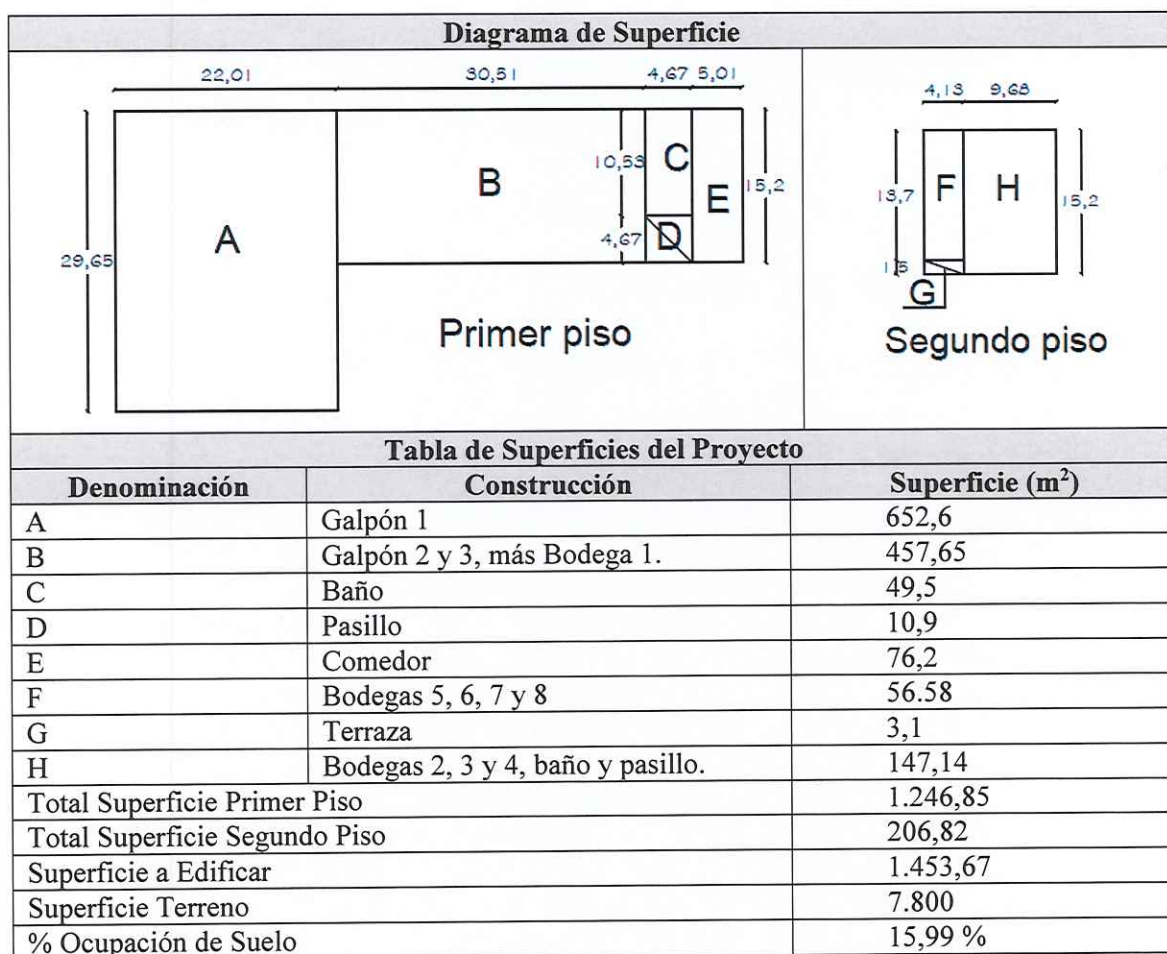 Diagrama de Superficie
22,01 30,51 4,67 5,01
29,65
A
B
10,53
C
4,67
D
E
15,2
Primer piso
4,13 9,68
13,7
F
H
15,2
1,5
G
Segundo piso
Tabla de Superficies del Proyecto
Denominación Construcción Superficie (m²)
A Galpón 1 652,6
B Galpón 2 y 3, más Bodega 1. 457,65
C Baño 49,5
D Pasillo 10,9
E Comedor 76,2
F Bodegas 5, 6, 7 y 8 56.58
G Terraza 3,1
H Bodegas 2, 3 y 4, baño y pasillo. 147,14
Total Superficie Primer Piso 1.246,85
Total Superficie Segundo Piso 206,82
Superficie a Edificar 1.453,67
Superficie Terreno 7.800
% Ocupación de Suelo 15,99 %